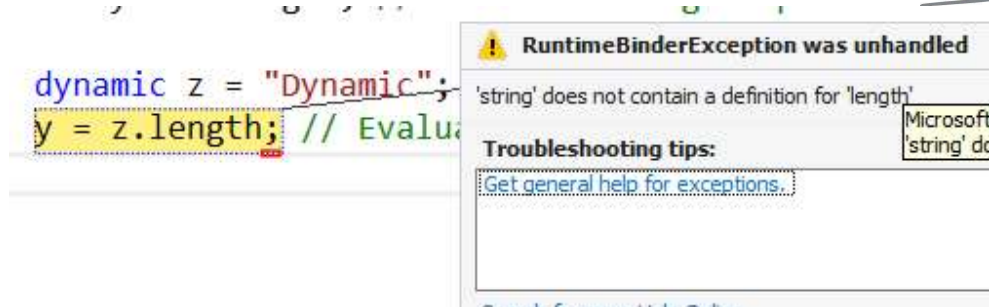 RuntimeBinderException was unhandled
dynamic z = "Dynamic";
'string' does not contain a definition for 'length'
y = z.length; // Evalua
Microsoft
'string' do
Troubleshooting tips:
Get general help for exceptions.